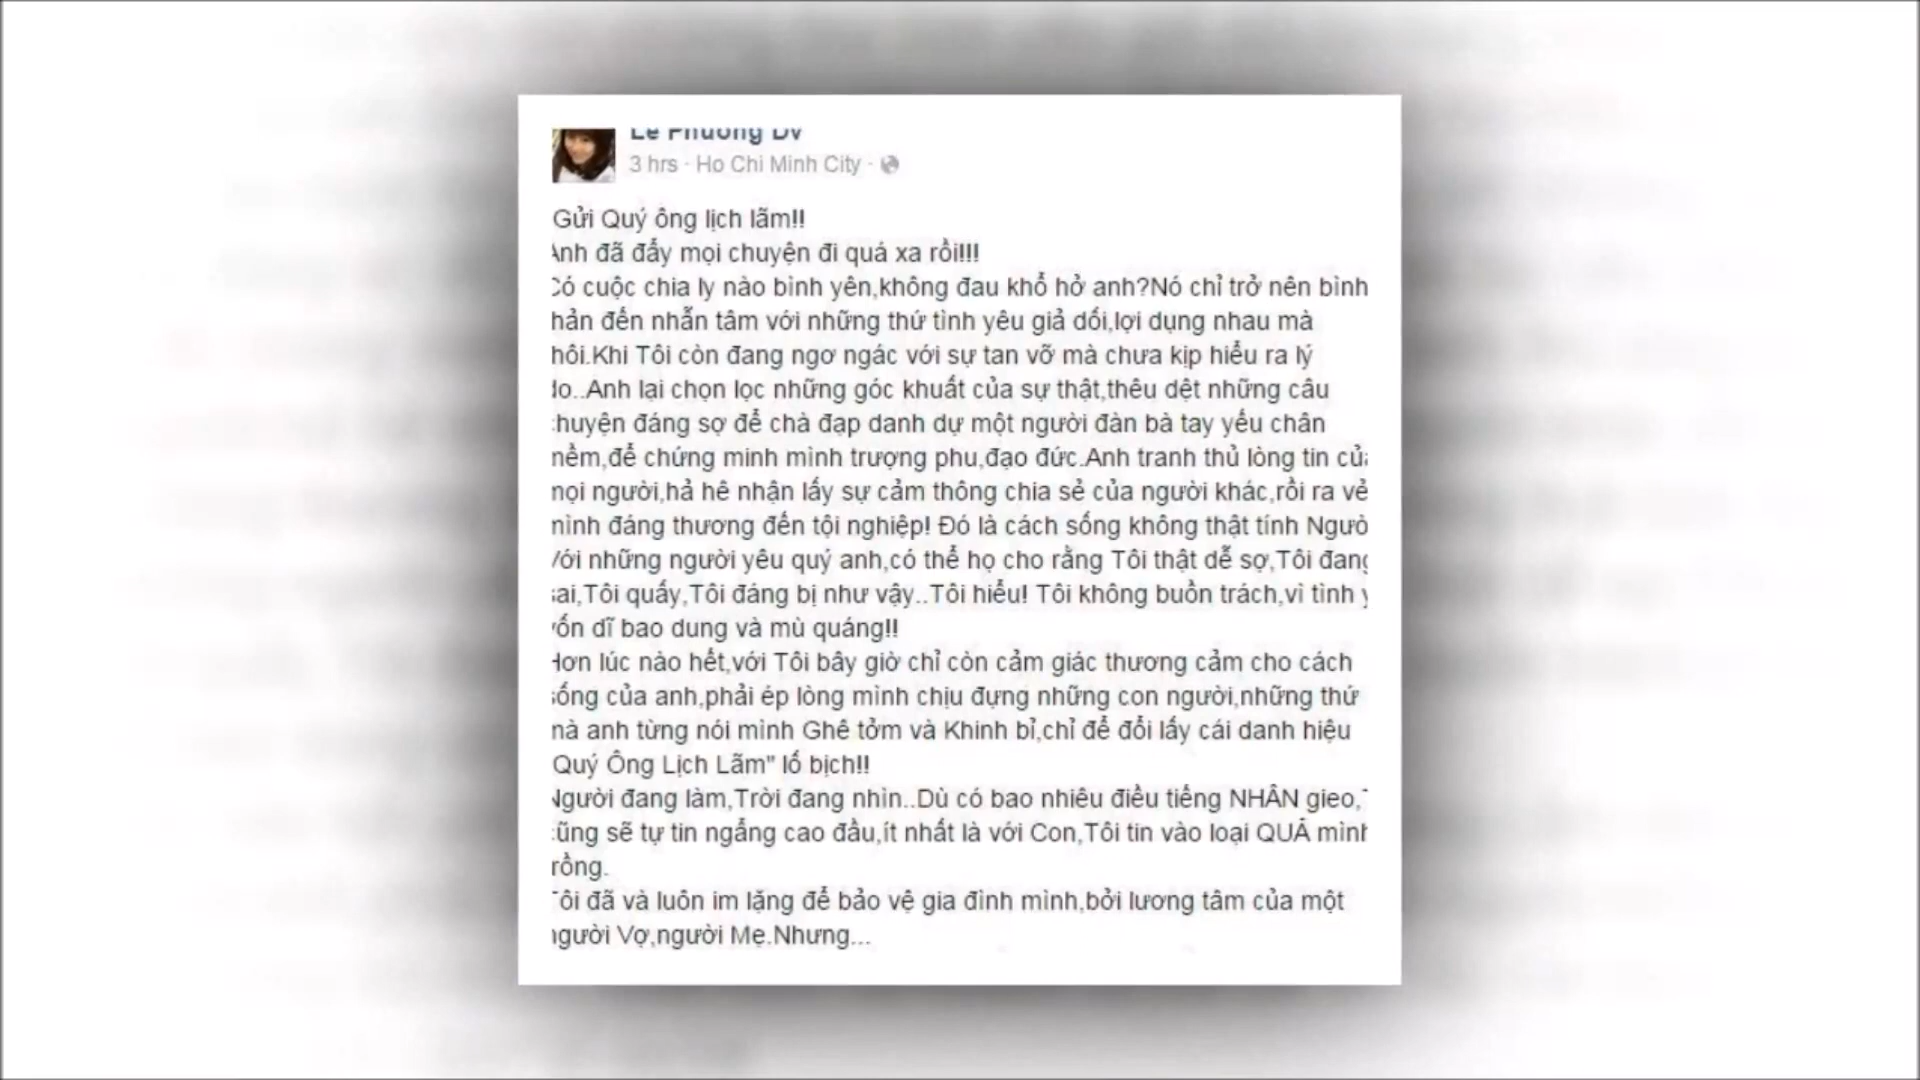 Le Phuong Dv
3 hrs · Ho Chi Minh City ·
Gửi Quý ông lịch lãm!!
Anh đã đẩy mọi chuyện đi quá xa rồi!!!
Có cuộc chia ly nào bình yên,không đau khổ hở anh?Nó chỉ trở nên bình
thản đến nhẫn tâm với những thứ tình yêu giả dối,lợi dụng nhau mà
thôi.Khi Tôi còn đang ngơ ngác với sự tan vỡ mà chưa kịp hiểu ra lý
do..Anh lại chọn lọc những góc khuất của sự thật,thêu dệt những câu
chuyện đáng sợ để chà đạp danh dự một người đàn bà tay yếu chân
mềm,để chứng minh mình trượng phu,đạo đức.Anh tranh thủ lòng tin của
mọi người,hả hê nhận lấy sự cảm thông chia sẻ của người khác,rồi ra vẻ
mình đáng thương đến tội nghiệp! Đó là cách sống không thật tính Ngườ
Với những người yêu quý anh,có thể họ cho rằng Tôi thật dễ sợ,Tôi đang
sai,Tôi quấy,Tôi đáng bị như vậy..Tôi hiểu! Tôi không buồn trách,vì tình
vốn dĩ bao dung và mù quáng!!
Hơn lúc nào hết,với Tôi bây giờ chỉ còn cảm giác thương cảm cho cách
sống của anh,phải ép lòng mình chịu đựng những con người,những thứ
mà anh từng nói mình Ghê tởm và Khinh bỉ,chỉ để đổi lấy cái danh hiệu
Quý Ông Lịch Lãm" lố bịch!!
Người đang làm,Trời đang nhìn..Dù có bao nhiêu điều tiếng NHÂN gieo,
cũng sẽ tự tin ngẩng cao đầu,ít nhất là với Con,Tôi tin vào loại QUẢ mình
trồng.
Tôi đã và luôn im lặng để bảo vệ gia đình mình,bởi lương tâm của một
người Vợ,người Mẹ.Nhưng...